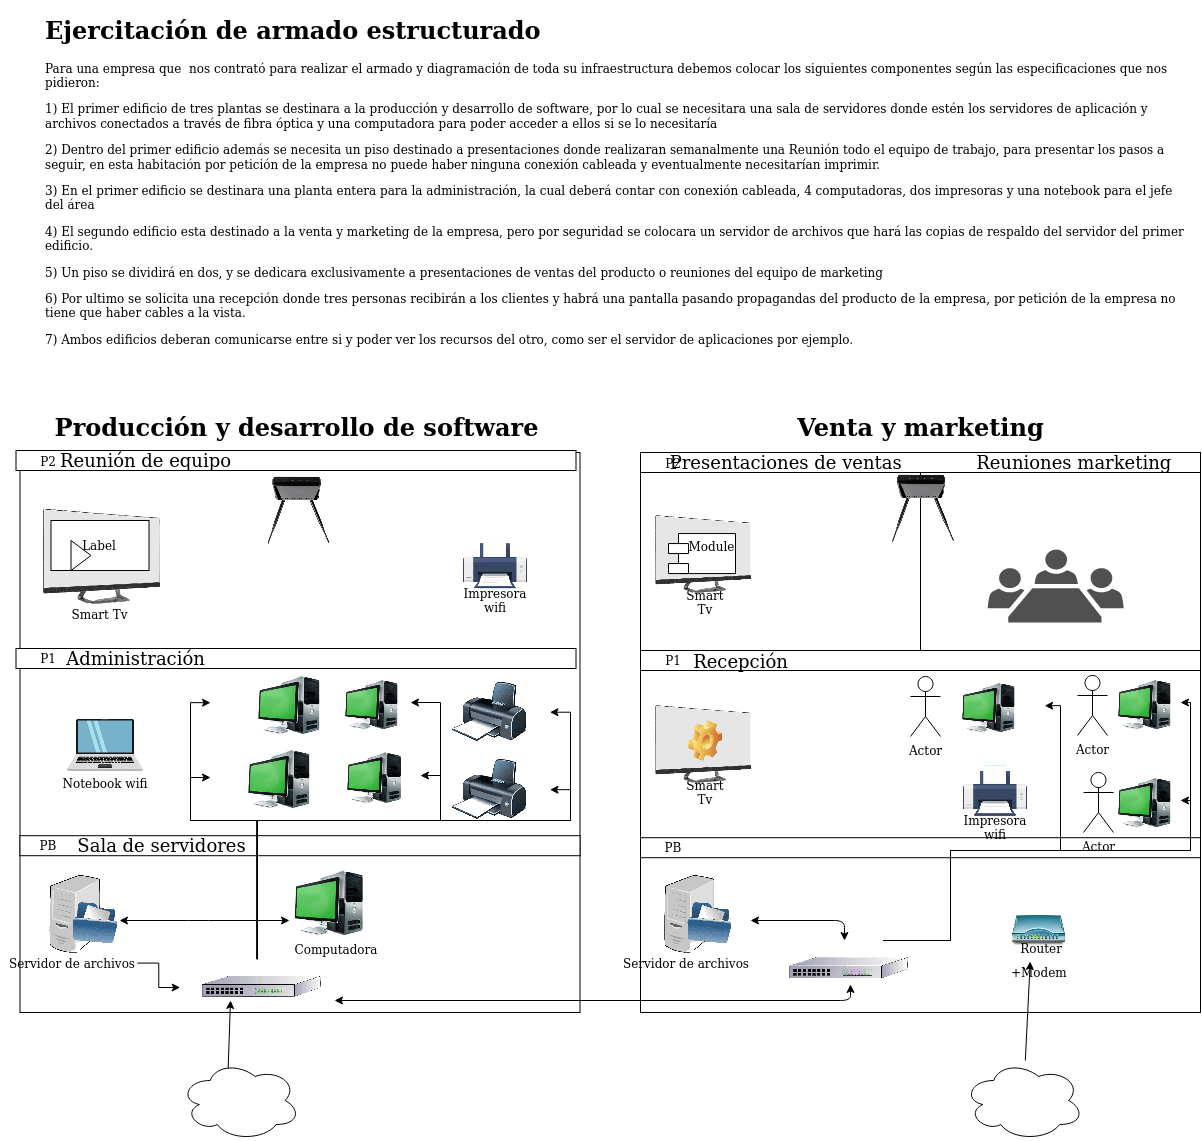 Ejercitación de armado estructurado
Para una empresa que  nos contrató para realizar el armado y diagramación de toda su infraestructura debemos colocar los siguientes componentes según las especificaciones que nos
pidieron:
1) El primer edificio de tres plantas se destinara a la producción y desarrollo de software, por lo cual se necesitara una sala de servidores donde estén los servidores de aplicación y
archivos conectados a través de fibra óptica y una computadora para poder acceder a ellos si se lo necesitaría
2) Dentro del primer edificio además se necesita un piso destinado a presentaciones donde realizaran semanalmente una Reunión todo el equipo de trabajo, para presentar los pasos a
seguir, en esta habitación por petición de la empresa no puede haber ninguna conexión cableada y eventualmente necesitarían imprimir.
3) En el primer edificio se destinara una planta entera para la administración, la cual deberá contar con conexión cableada, 4 computadoras, dos impresoras y una notebook para el jefe
del área
4) El segundo edificio esta destinado a la venta y marketing de la empresa, pero por seguridad se colocara un servidor de archivos que hará las copias de respaldo del servidor del primer
edificio.
5) Un piso se dividirá en dos, y se dedicara exclusivamente a presentaciones de ventas del producto o reuniones del equipo de marketing
6) Por ultimo se solicita una recepción donde tres personas recibirán a los clientes y habrá una pantalla pasando propagandas del producto de la empresa, por petición de la empresa no
tiene que haber cables a la vista.
7) Ambos edificios deberan comunicarse entre si y poder ver los recursos del otro, como ser el servidor de aplicaciones por ejemplo.
Producción y desarrollo de software
P2 Reunión de equipo
Label
Smart Tv
Impresora
wifi
P1 Administración
Notebook wifi
PB Sala de servidores
Computadora
Servidor de archivos
Venta y marketing
P2 Presentaciones de ventas
Reuniones marketing
Module
Smart
Tv
P1 Recepción
Actor
Actor
Smart
Tv
Impresora
wifi
Actor
PB
Servidor de archivos
Router
+Modem